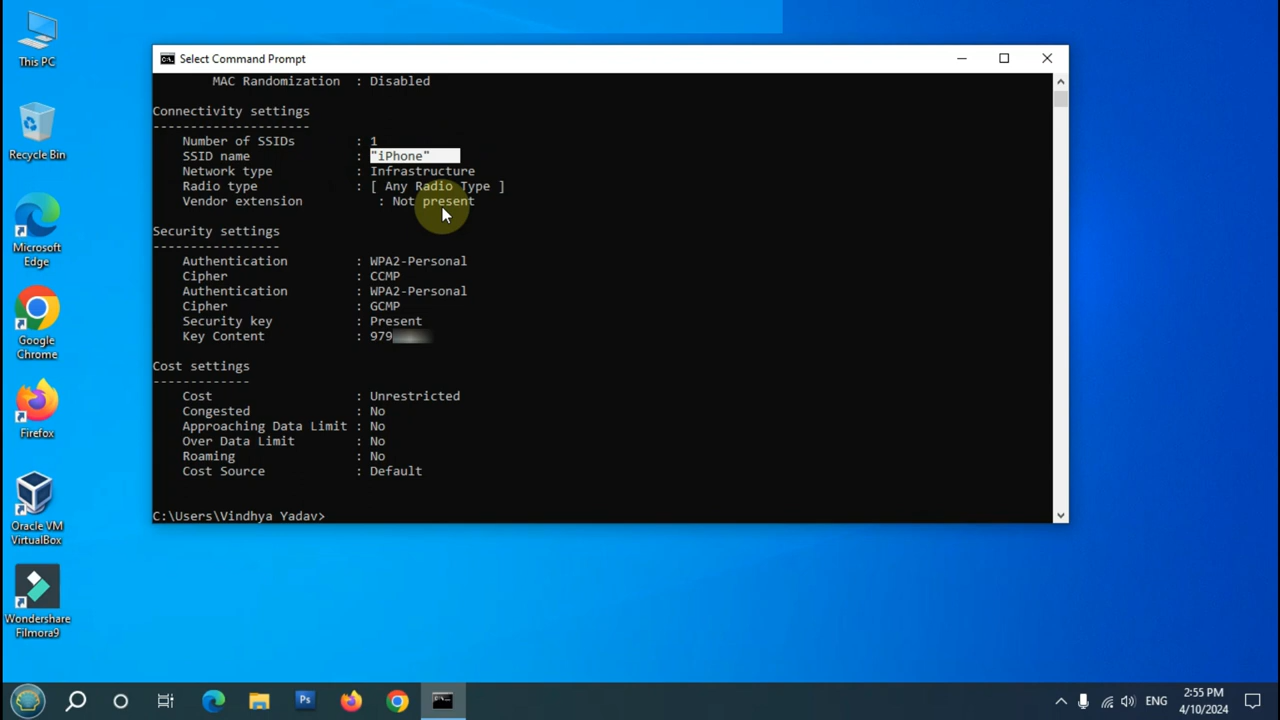 This PC
Recycle Bin
Microsoft
Edge
Google
Chrome
Firefox
Oracle VM
VirtualBox
Wondershare
Filmora9
Select Command Prompt
MAC Randomization : Disabled
Connectivity settings
---------------------
Number of SSIDs : 1
SSID name : "iPhone"
Network type : Infrastructure
Radio type : [ Any Radio Type ]
Vendor extension : Not present
Security settings
-----------------
Authentication : WPA2-Personal
Cipher : CCMP
Authentication : WPA2-Personal
Cipher : GCMP
Security key : Present
Key Content : 979
Cost settings
-------------
Cost : Unrestricted
Congested : No
Approaching Data Limit : No
Over Data Limit : No
Roaming : No
Cost Source : Default
C:\Users\Vindhya Yadav>
Ps
ENG
2:55 PM
4/10/2024